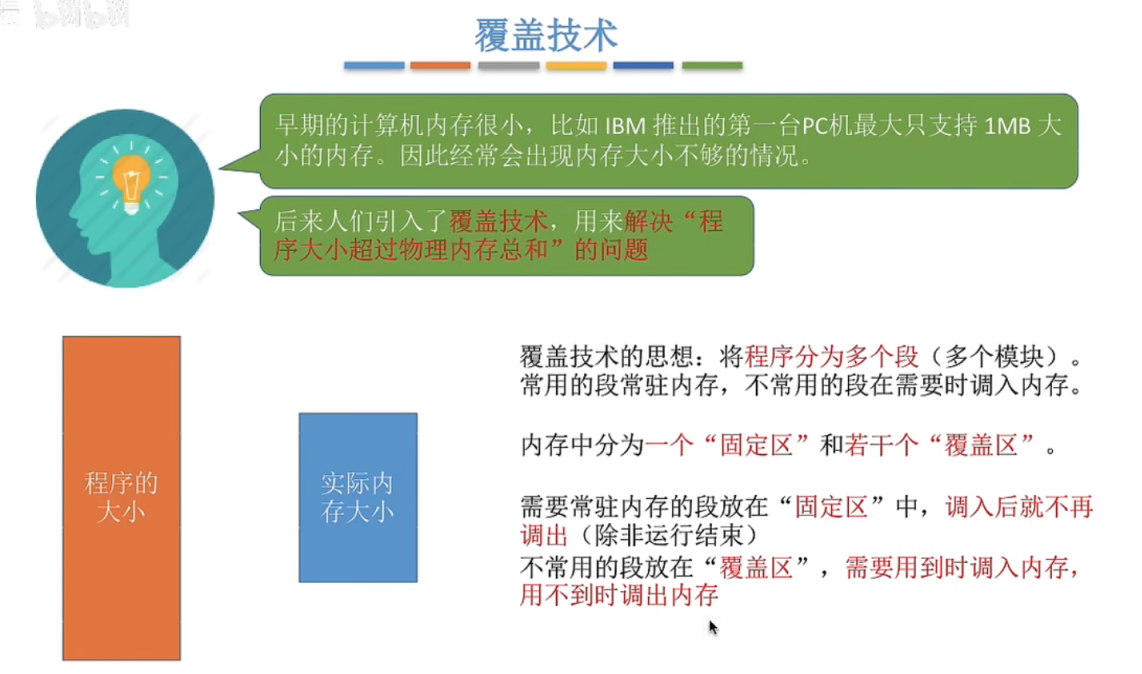 bilibili
覆盖技术
早期的计算机内存很小，比如 IBM 推出的第一台PC机最大只支持 1MB 大
小的内存。因此经常会出现内存大小不够的情况。
后来人们引入了覆盖技术，用来解决“程
序大小超过物理内存总和”的问题
程序的
大小
实际内
存大小
覆盖技术的思想：将程序分为多个段（多个模块）。
常用的段常驻内存，不常用的段在需要时调入内存。
内存中分为一个“固定区”和若干个“覆盖区”。
需要常驻内存的段放在“固定区”中，调入后就不再
调出（除非运行结束）
不常用的段放在“覆盖区”，需要用到时调入内存，
用不到时调出内存